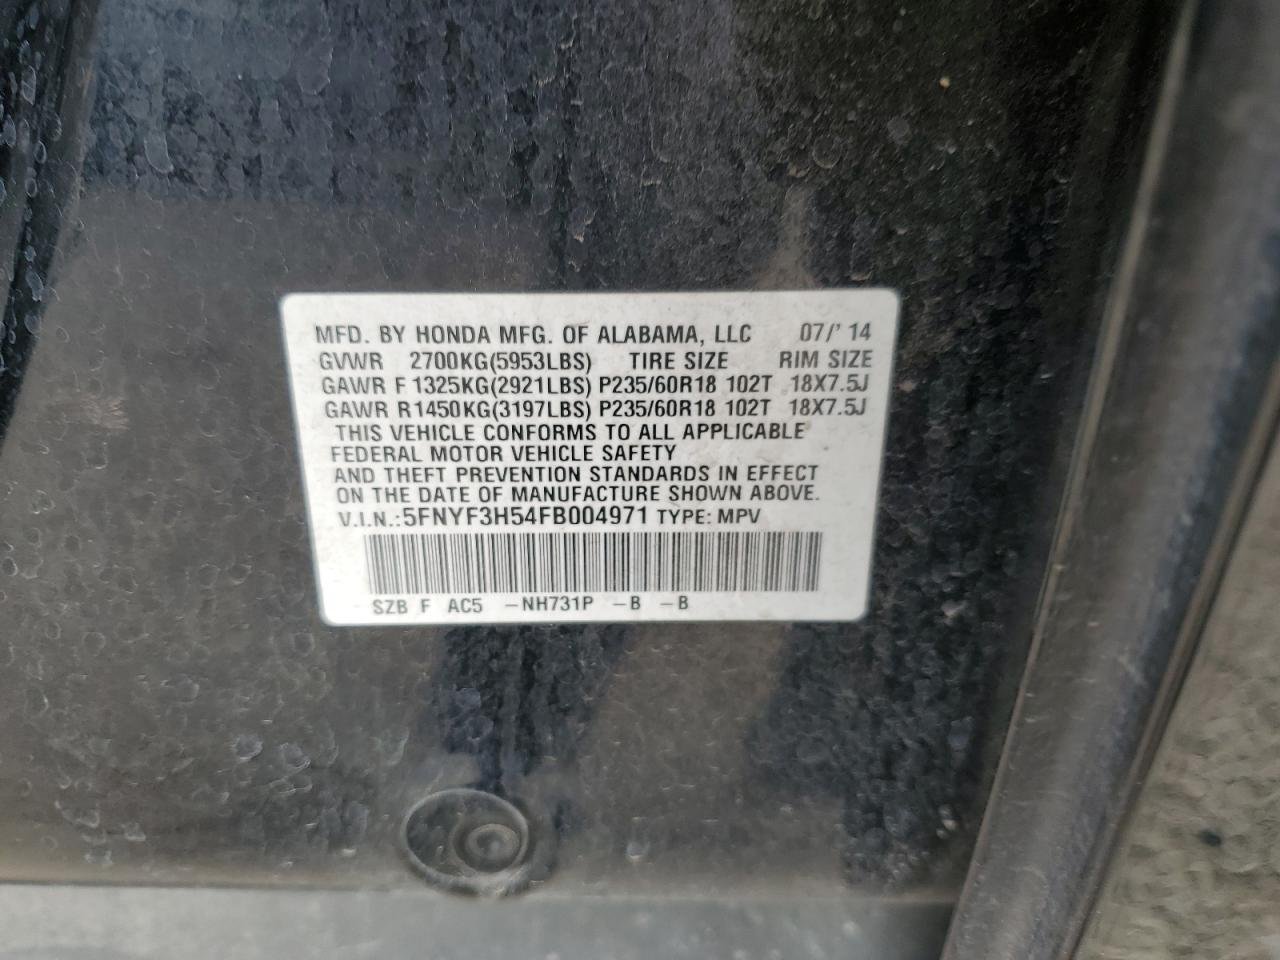 MFD. BY HONDA MFG. OF ALABAMA, LLC 07/' 14
GVWR 2700KG(5953LBS) TIRE SIZE RIM SIZE
GAWR F 1325KG(2921LBS) P235/60R18 102T 18X7.5J
GAWR R1450KG(3197LBS) P235/60R18 102T 18X7.5J
THIS VEHICLE CONFORMS TO ALL APPLICABLE
FEDERAL MOTOR VEHICLE SAFETY
AND THEFT PREVENTION STANDARDS IN EFFECT
ON THE DATE OF MANUFACTURE SHOWN ABOVE.
V.I.N.:5FNYF3H54FB004971 TYPE: MPV
SZB F AC5 -NH731P -B -B